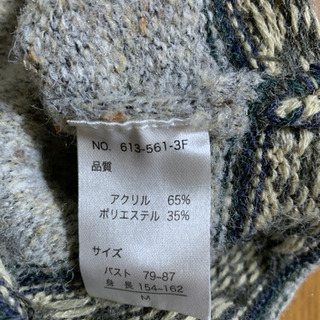 NO. 613-561-3F
品質
アクリル 65%
ポリエステル 35%
サイズ
バスト 79~87
身長 154~162
M